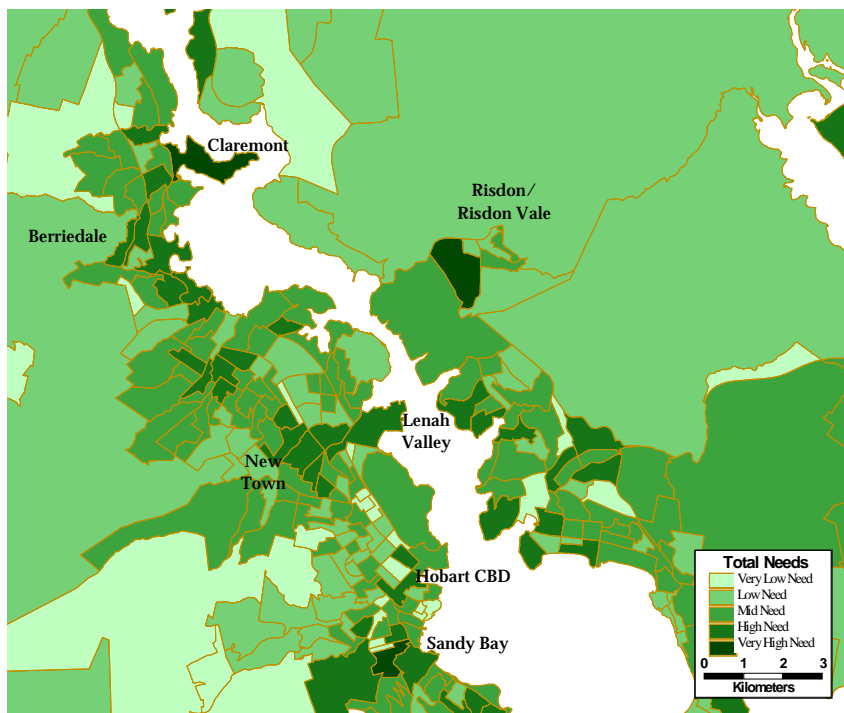 Claremont
Risdon/
Risdon Vale
Berriedale
Lenah
Valley
New
Town
Hobart CBD
Sandy Bay
Total Needs
Very Low Need
Low Need
Mid Need
High Need
Very High Need
0 1 2 3
Kilometers